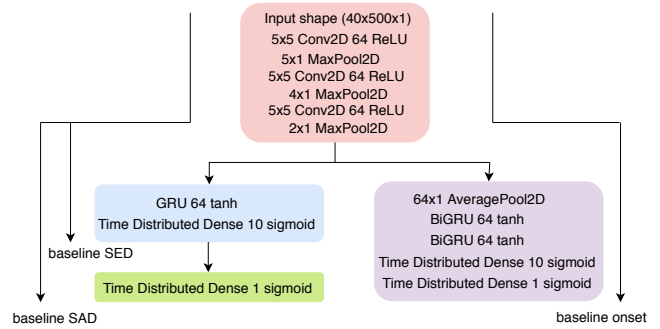 Input shape (40x500x1)
5x5 Conv2D 64 ReLU
5x1 MaxPool2D
5x5 Conv2D 64 ReLU
4x1 MaxPool2D
5x5 Conv2D 64 ReLU
2x1 MaxPool2D
GRU 64 tanh
Time Distributed Dense 10 sigmoid
baseline SED
Time Distributed Dense 1 sigmoid
baseline SAD
64x1 AveragePool2D
BiGRU 64 tanh
BiGRU 64 tanh
Time Distributed Dense 10 sigmoid
Time Distributed Dense 1 sigmoid
baseline onset